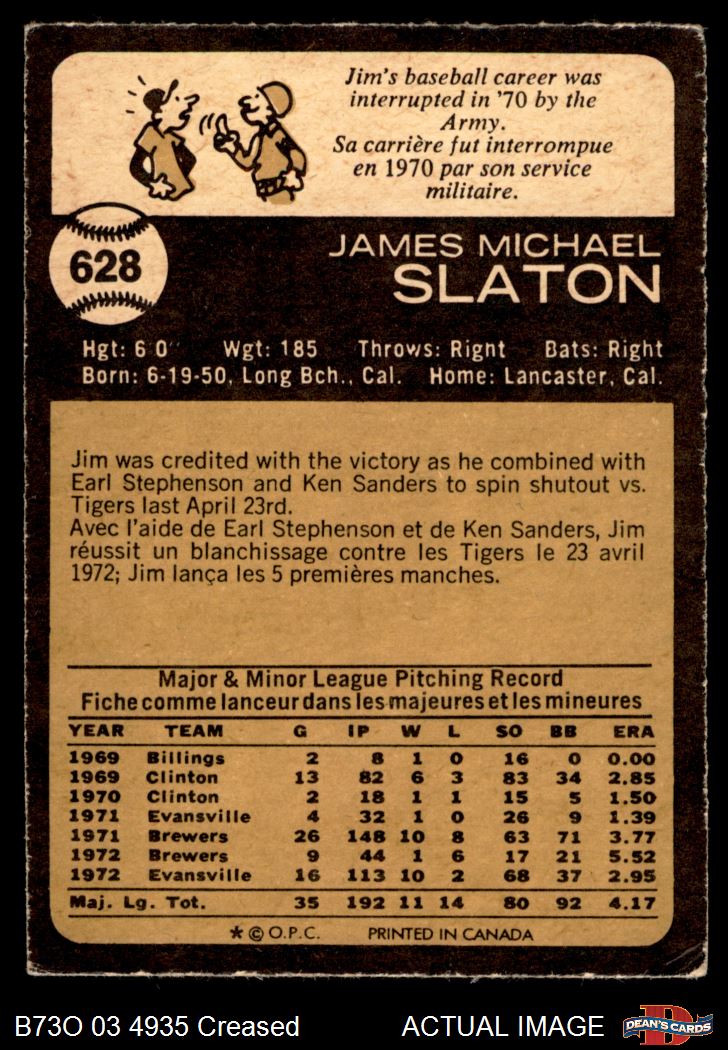 Jim's baseball career was
interrupted in '70 by the
Army.
Sa carrière fut interrompue
en 1970 par son service
militaire.
628
JAMES MICHAEL
SLATON
Hgt: 6 0" Wgt: 185 Throws: Right Bats: Right
Born: 6-19-50, Long Bch., Cal. Home: Lancaster, Cal.
Jim was credited with the victory as he combined with
Earl Stephenson and Ken Sanders to spin shutout vs.
Tigers last April 23rd.
Avec l'aide de Earl Stephenson et de Ken Sanders, Jim
réussit un blanchissage contre les Tigers le 23 avril
1972; Jim lança les 5 premières manches.
Major & Minor League Pitching Record
Fiche comme lanceur dans les majeures et les mineures
YEAR TEAM G IP W L SO BB ERA
1969 Billings 2 8 1 0 16 0 0.00
1969 Clinton 13 82 6 3 83 34 2.85
1970 Clinton 2 18 1 1 15 5 1.50
1971 Evansville 4 32 1 0 26 9 1.39
1971 Brewers 26 148 10 8 63 71 3.77
1972 Brewers 9 44 1 6 17 21 5.52
1972 Evansville 16 113 10 2 68 37 2.95
Maj. Lg. Tot. 35 192 11 14 80 92 4.17
* © O.P.C. PRINTED IN CANADA
B73O 03 4935 Creased ACTUAL IMAGE
D
DEAN'S CARDS